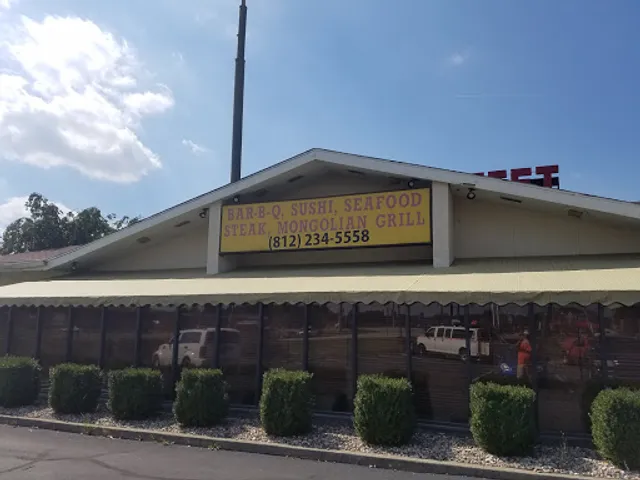 BAR-B-Q, SUSHI, SEAFOOD
STEAK, MONGOLIAN GRILL
(812) 234-5558